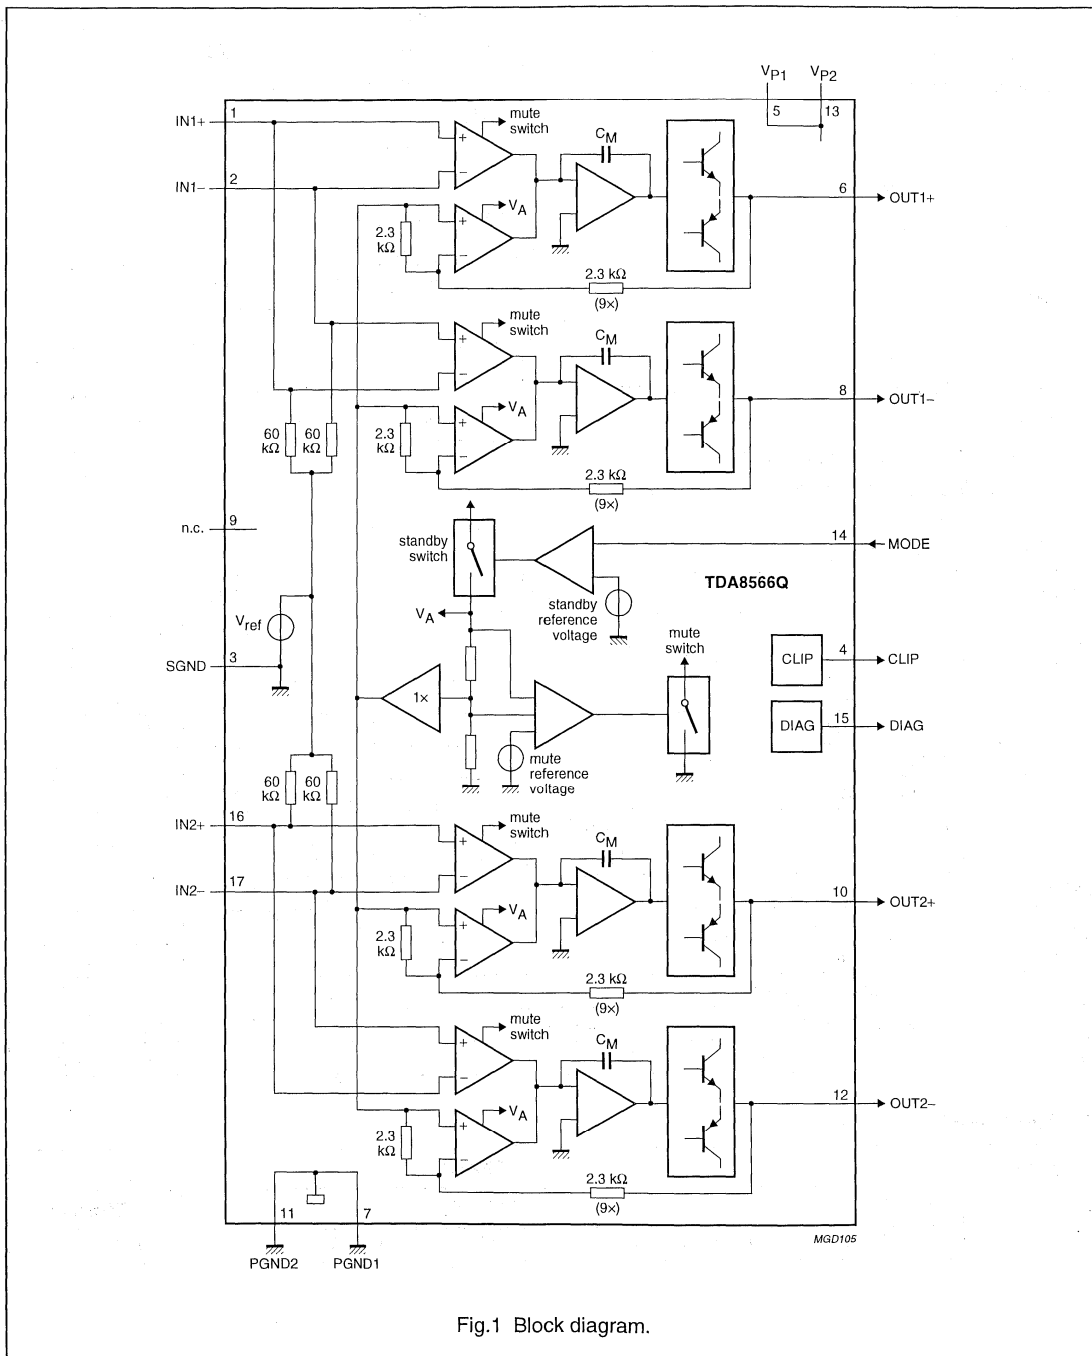 VP1 VP2
5 13
IN1+ 1
mute
switch
+
−
CM
IN1− 2
6 OUT1+
VA
2.3
kΩ
+
−
2.3 kΩ
(9×)
mute
switch
+
−
CM
8 OUT1−
VA
60
kΩ
60
kΩ
2.3
kΩ
+
−
2.3 kΩ
(9×)
n.c. 9
standby
switch
14 MODE
TDA8566Q
standby
reference
voltage
VA
Vref
mute
switch
SGND 3
CLIP 4 CLIP
1×
DIAG 15 DIAG
mute
reference
voltage
60
kΩ
60
kΩ
IN2+ 16
mute
switch
+
−
CM
IN2− 17
10 OUT2+
VA
2.3
kΩ
+
−
2.3 kΩ
(9×)
mute
switch
+
−
CM
12 OUT2−
VA
2.3
kΩ
+
−
2.3 kΩ
(9×)
11 7
PGND2 PGND1
MGD105
Fig.1 Block diagram.